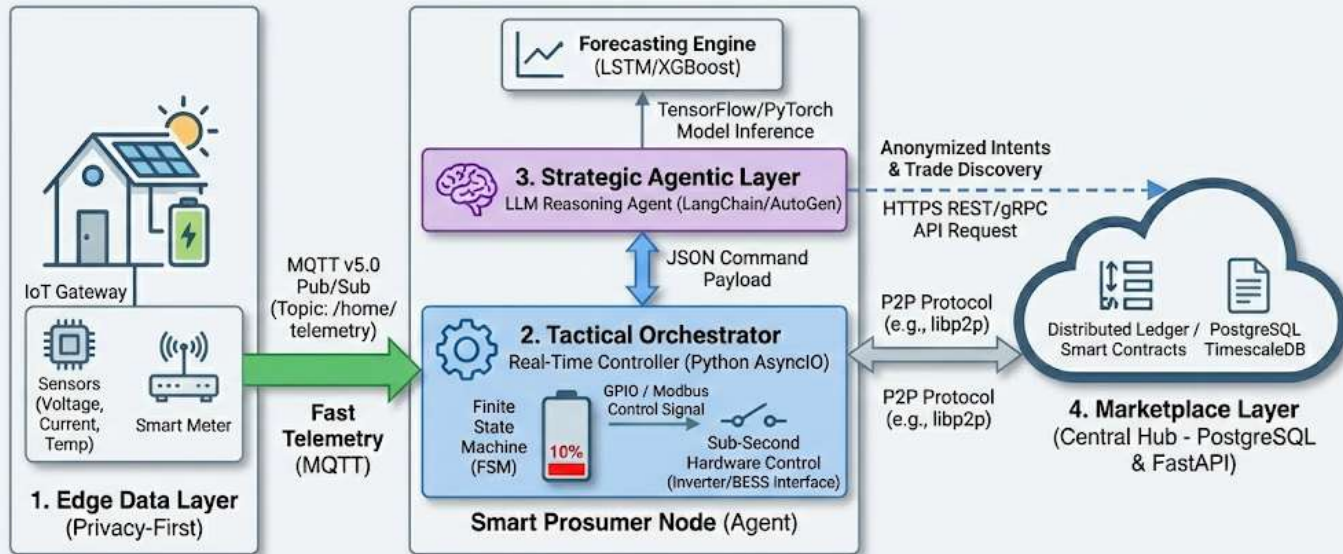 IoT Gateway
Sensors
(Voltage,
Current,
Temp)
Smart Meter
1. Edge Data Layer
(Privacy-First)
MQTT v5.0
Pub/Sub
(Topic: /home/
telemetry)
Fast
Telemetry
(MQTT)
Forecasting Engine
(LSTM/XGBoost)
TensorFlow/PyTorch
Model Inference
3. Strategic Agentic Layer
LLM Reasoning Agent (LangChain/AutoGen)
JSON Command
Payload
2. Tactical Orchestrator
Real-Time Controller (Python AsyncIO)
Finite
State
Machine
(FSM)
10%
GPIO / Modbus
Control Signal
Sub-Second
Hardware Control
(Inverter/BESS Interface)
Smart Prosumer Node (Agent)
Anonymized Intents
& Trade Discovery
HTTPS REST/gRPC
API Request
P2P Protocol
(e.g., libp2p)
P2P Protocol
(e.g., libp2p)
Distributed Ledger /
Smart Contracts
PostgreSQL
TimescaleDB
4. Marketplace Layer
(Central Hub - PostgreSQL
& FastAPI)